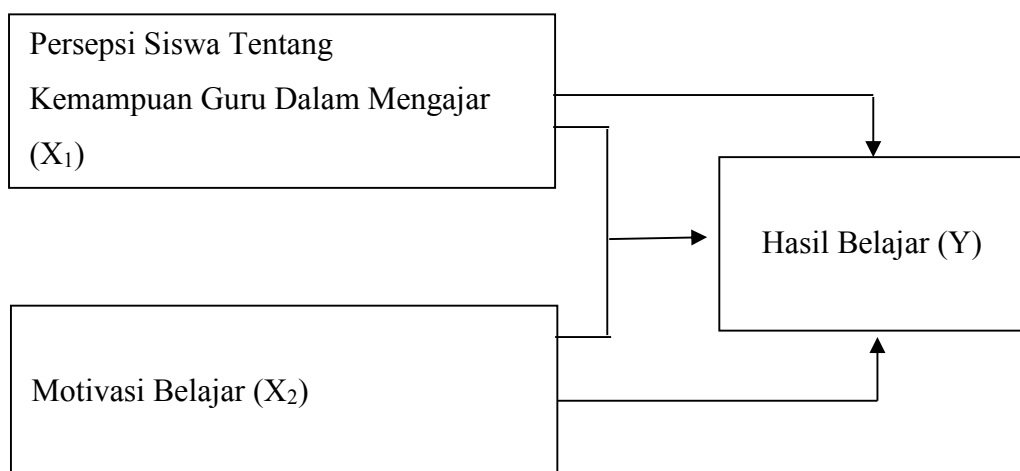 Persepsi Siswa Tentang
Kemampuan Guru Dalam Mengajar
(X₁)
Hasil Belajar (Y)
Motivasi Belajar (X₂)